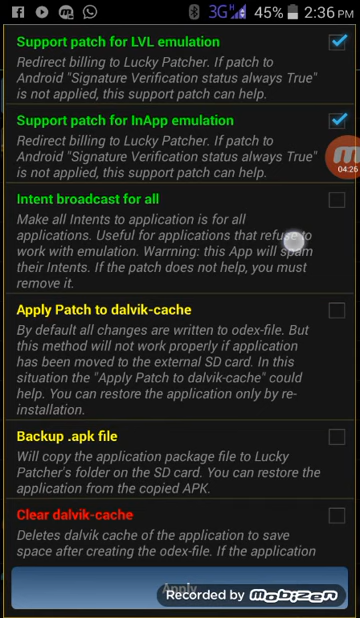 3G H 45% 2:36 PM
Support patch for LVL emulation
Redirect billing to Lucky Patcher. If patch to
Android "Signature Verification status always True"
is not applied, this support patch can help.
Support patch for InApp emulation
Redirect billing to Lucky Patcher. If patch to
Android "Signature Verification status always True"
is not applied, this support patch can help.
04:26
Intent broadcast for all
Make all Intents to application is for all
applications. Useful for applications that refuse to
work with emulation. Warrming: this App will spam
their Intents. If the patch does not help, you must
remove it.
Apply Patch to dalvik-cache
By default all changes are written to odex-file. But
this method will not work properly if application
has been moved to the external SD card. In this
situation the "Apply Patch to dalvik-cache" could
help. You can restore the application only by re-
installation.
Backup .apk file
Will copy the application package file to Lucky
Patcher's folder on the SD card. You can restore the
application from the copied APK.
Clear dalvik-cache
Deletes dalvik cache of the application to save
space after creating the odex-file. If the application
Apply
Recorded by mobizen